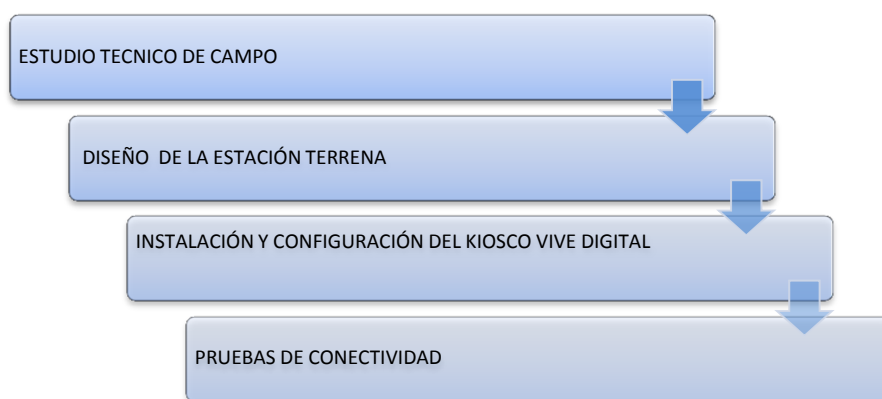 ESTUDIO TECNICO DE CAMPO
DISEÑO DE LA ESTACIÓN TERRENA
INSTALACIÓN Y CONFIGURACIÓN DEL KIOSCO VIVE DIGITAL
PRUEBAS DE CONECTIVIDAD